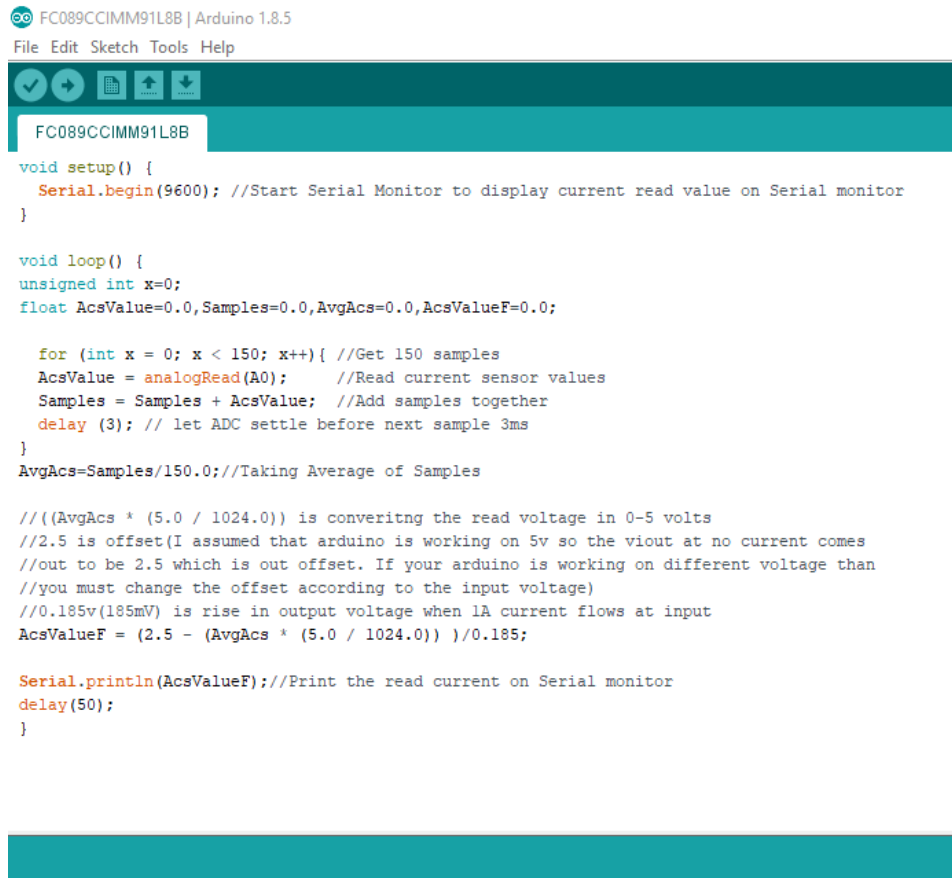 FC089CCIMM91L8B | Arduino 1.8.5
File Edit Sketch Tools Help
FC089CCIMM91L8B
void setup() {
  Serial.begin(9600); //Start Serial Monitor to display current read value on Serial monitor
}

void loop() {
unsigned int x=0;
float AcsValue=0.0,Samples=0.0,AvgAcs=0.0,AcsValueF=0.0;

  for (int x = 0; x < 150; x++){ //Get 150 samples
  AcsValue = analogRead(A0);     //Read current sensor values
  Samples = Samples + AcsValue;  //Add samples together
  delay (3); // let ADC settle before next sample 3ms
}
AvgAcs=Samples/150.0;//Taking Average of Samples

//((AvgAcs * (5.0 / 1024.0)) is converitng the read voltage in 0-5 volts
//2.5 is offset(I assumed that arduino is working on 5v so the viout at no current comes
//out to be 2.5 which is out offset. If your arduino is working on different voltage than
//you must change the offset according to the input voltage)
//0.185v(185mV) is rise in output voltage when 1A current flows at input
AcsValueF = (2.5 - (AvgAcs * (5.0 / 1024.0)) )/0.185;

Serial.println(AcsValueF);//Print the read current on Serial monitor
delay(50);
}